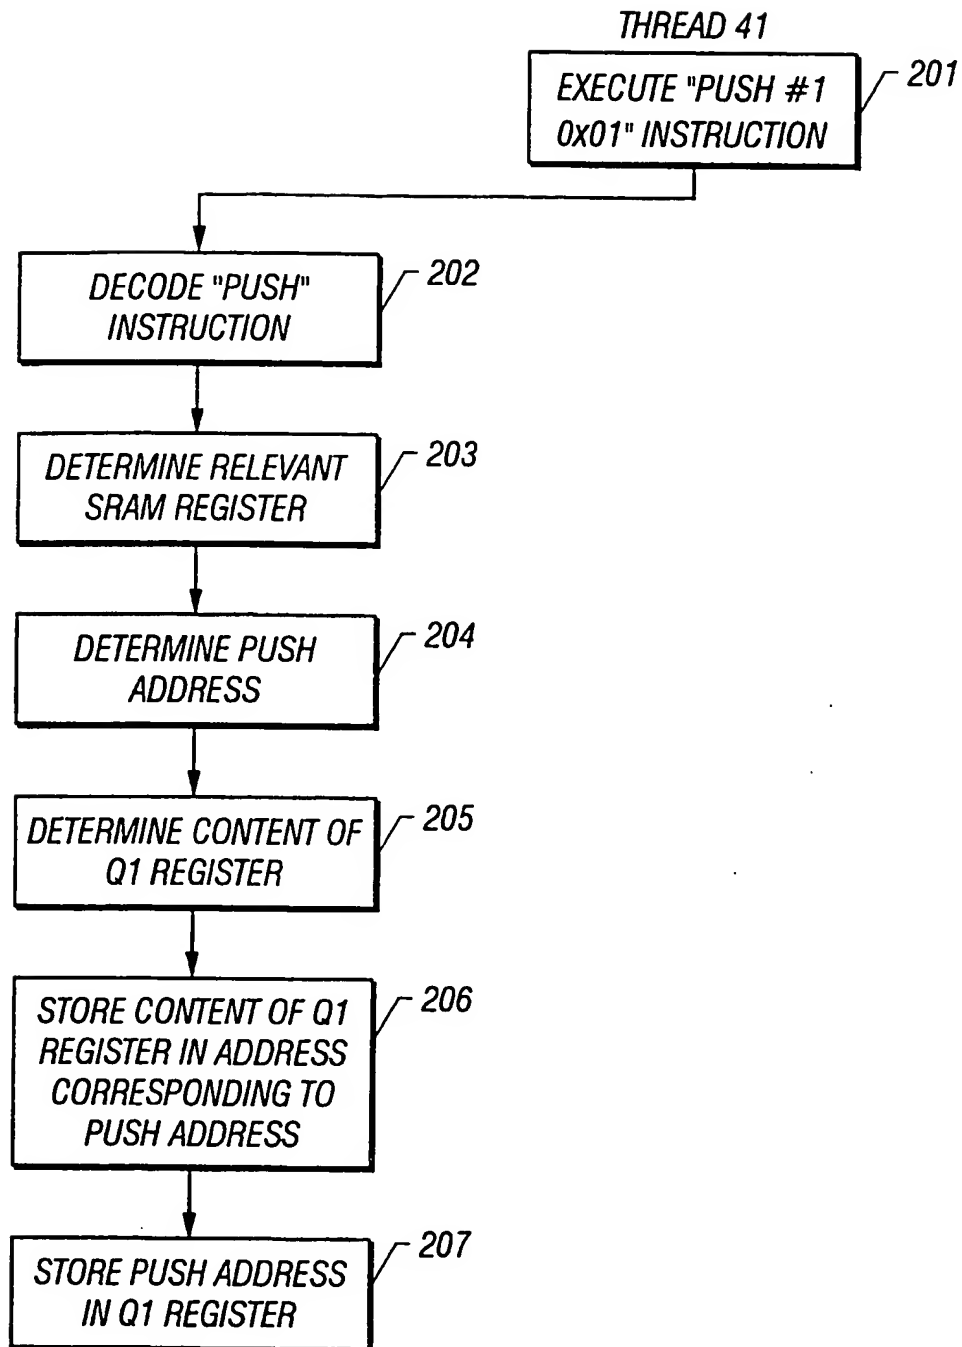 THREAD 41
EXECUTE "PUSH #1
0x01" INSTRUCTION
201
DECODE "PUSH"
INSTRUCTION
202
DETERMINE RELEVANT
SRAM REGISTER
203
DETERMINE PUSH
ADDRESS
204
DETERMINE CONTENT OF
Q1 REGISTER
205
STORE CONTENT OF Q1
REGISTER IN ADDRESS
CORRESPONDING TO
PUSH ADDRESS
206
STORE PUSH ADDRESS
IN Q1 REGISTER
207